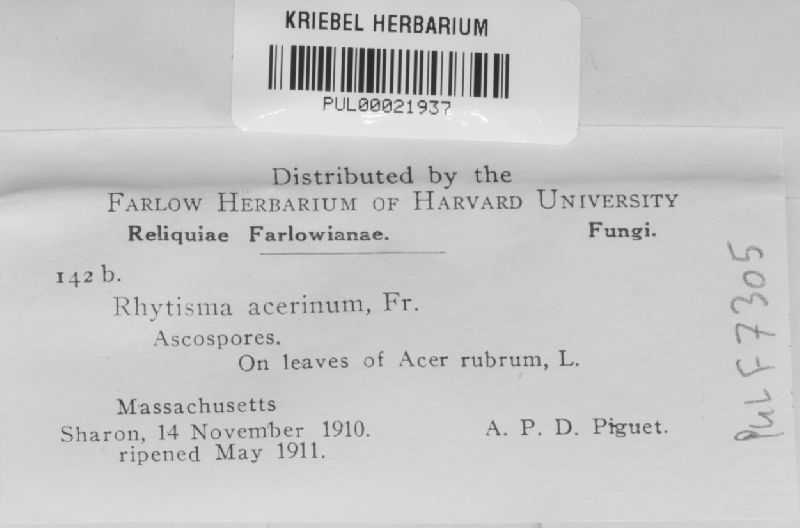 KRIEBEL HERBARIUM
PUL00021937
Distributed by the
FARLOW HERBARIUM OF HARVARD UNIVERSITY
Reliquiae Farlowianae. Fungi.
142 b.
Rhytisma acerinum, Fr.
Ascospores.
On leaves of Acer rubrum, L.
Massachusetts
Sharon, 14 November 1910. A. P. D. Piguet.
ripened May 1911.
PUL F 7305